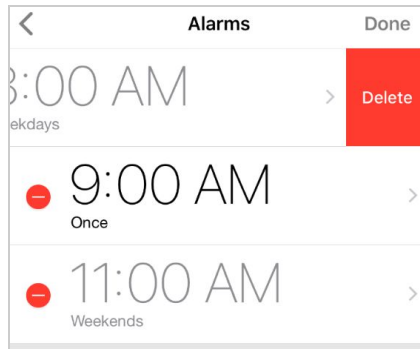 Alarms Done
:00 AM Delete
ekdays
9:00 AM
Once
11:00 AM
Weekends